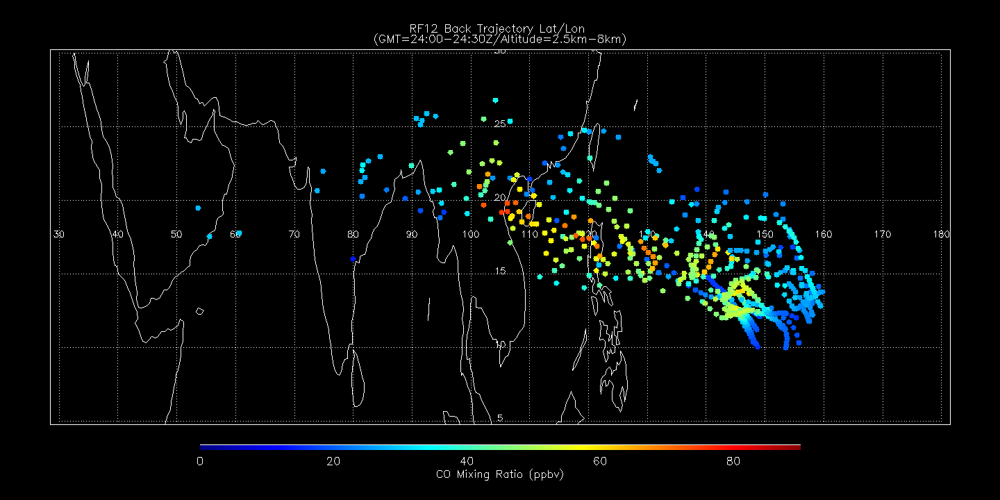 RF12 Back Trajectory Lat/Lon
(GMT=24:00-24:30Z/Altitude=2.5km-8km)
30
25
20
30 40 50 60 70 80 90 100 110 120 130 140 150 160 170 180
15
10
5
0 20 40 60 80
CO Mixing Ratio (ppbv)